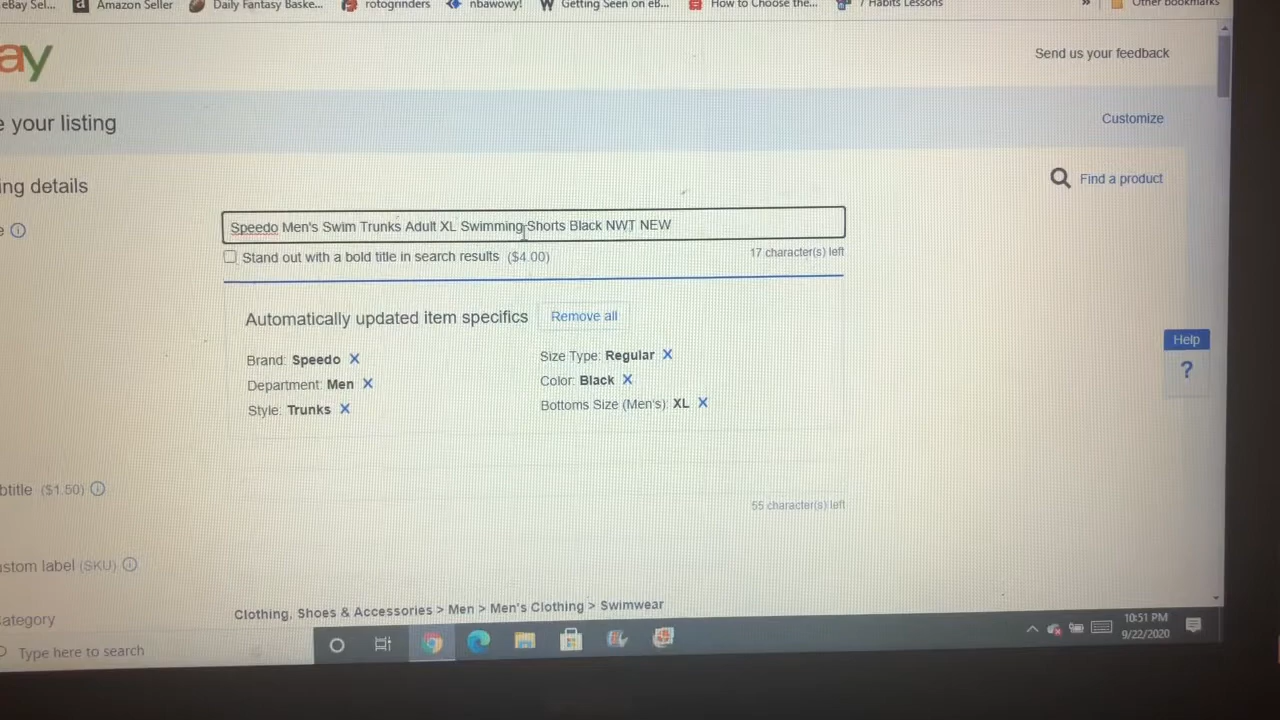 eBay Sel... a Amazon Seller Daily Fantasy Baske... rotogrinders nbawowy! W Getting Seen on eB... How to Choose the... 7 Habits Lessons » Other bookmarks
ay
Send us your feedback
e your listing
Customize
ing details
Find a product
e
Speedo Men's Swim Trunks Adult XL Swimming Shorts Black NWT NEW
Stand out with a bold title in search results ($4.00)
17 character(s) left
Automatically updated item specifics Remove all
Help
?
Brand: Speedo X Size Type: Regular X
Department: Men X Color: Black X
Style: Trunks X Bottoms Size (Men's): XL X
btitle ($1.50)
55 character(s) left
ustom label (SKU)
Clothing, Shoes & Accessories > Men > Men's Clothing > Swimwear
ategory
Type here to search
10:51 PM
9/22/2020